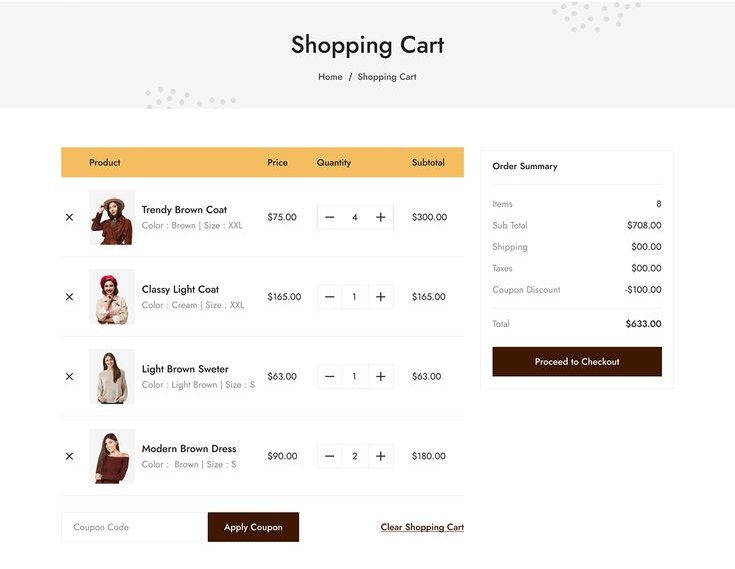 Shopping Cart
Home / Shopping Cart
Product Price Quantity Subtotal
Trendy Brown Coat
Color : Brown | Size : XXL
$75.00 4 $300.00
Classy Light Coat
Color : Cream | Size : XXL
$165.00 1 $165.00
Light Brown Sweter
Color : Light Brown | Size : S
$63.00 1 $63.00
Modern Brown Dress
Color : Brown | Size : S
$90.00 2 $180.00
Coupon Code
Apply Coupon
Clear Shopping Cart
Order Summary
Items 8
Sub Total $708.00
Shipping $00.00
Taxes $00.00
Coupon Discount -$100.00
Total $633.00
Proceed to Checkout